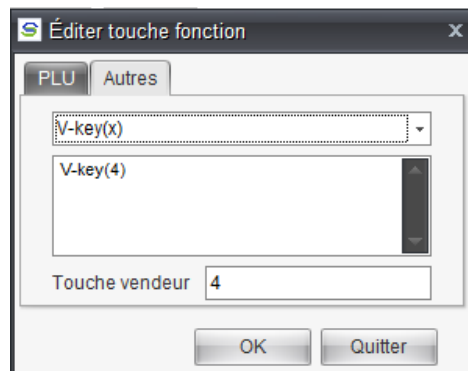 Éditer touche fonction x
PLU Autres
V-key(x)
V-key(4)
Touche vendeur 4
OK Quitter